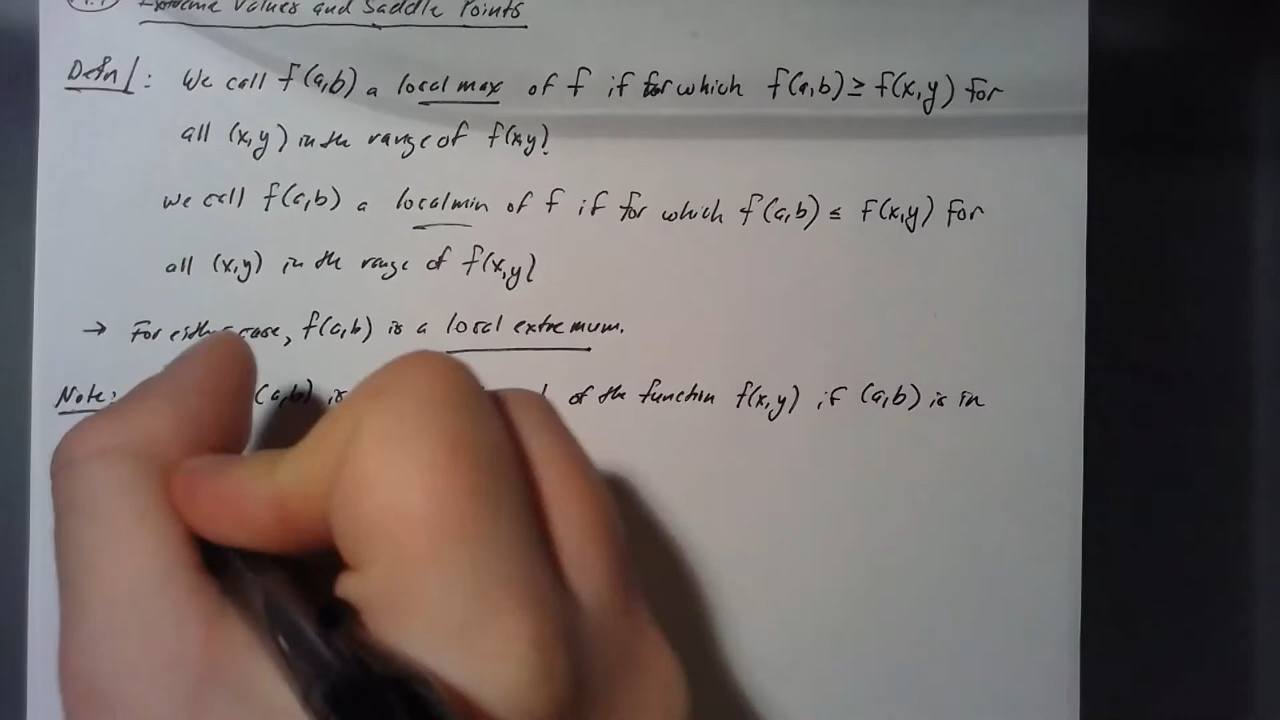 Extreme Values and Saddle Points
Defn/: We call f(a,b) a local max of f if for which f(a,b) ≥ f(x,y) for
all (x,y) in the range of f(x,y).
we call f(a,b) a local min of f if for which f(a,b) ≤ f(x,y) for
all (x,y) in the range of f(x,y)
→ For either case, f(a,b) is a local extremum.
Note: (a,b) is of the function f(x,y) if (a,b) is in